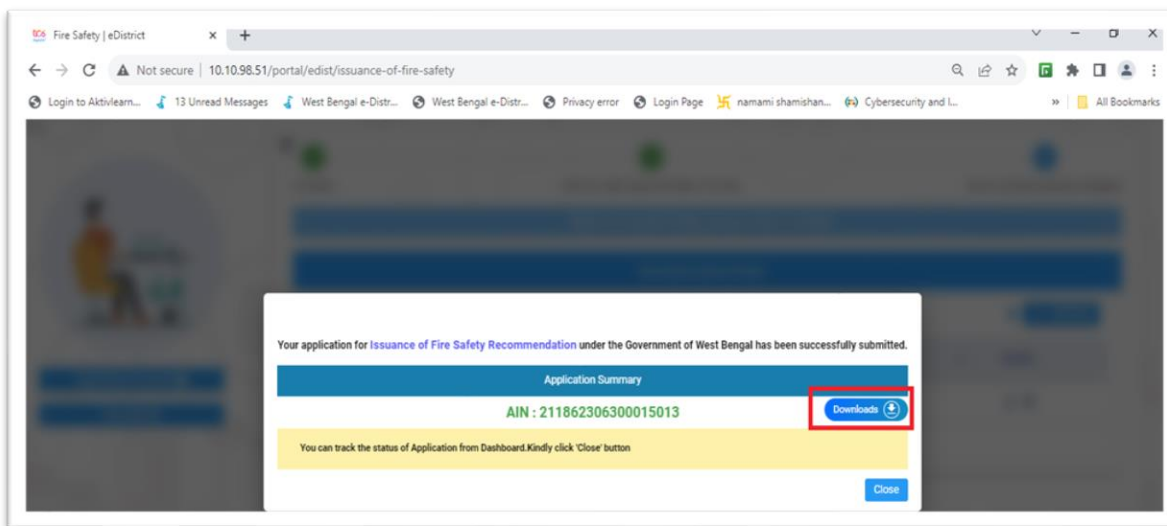 Fire Safety | eDistrict
Not secure | 10.10.98.51/portal/edist/issuance-of-fire-safety
Login to Aktivlearn... 13 Unread Messages West Bengal e-Distr... West Bengal e-Distr... Privacy error Login Page namami shamishan... Cybersecurity and I... » All Bookmarks
Your application for Issuance of Fire Safety Recommendation under the Government of West Bengal has been successfully submitted.
Application Summary
AIN : 211862306300015013
Downloads
You can track the status of Application from Dashboard.Kindly click 'Close' button
Close